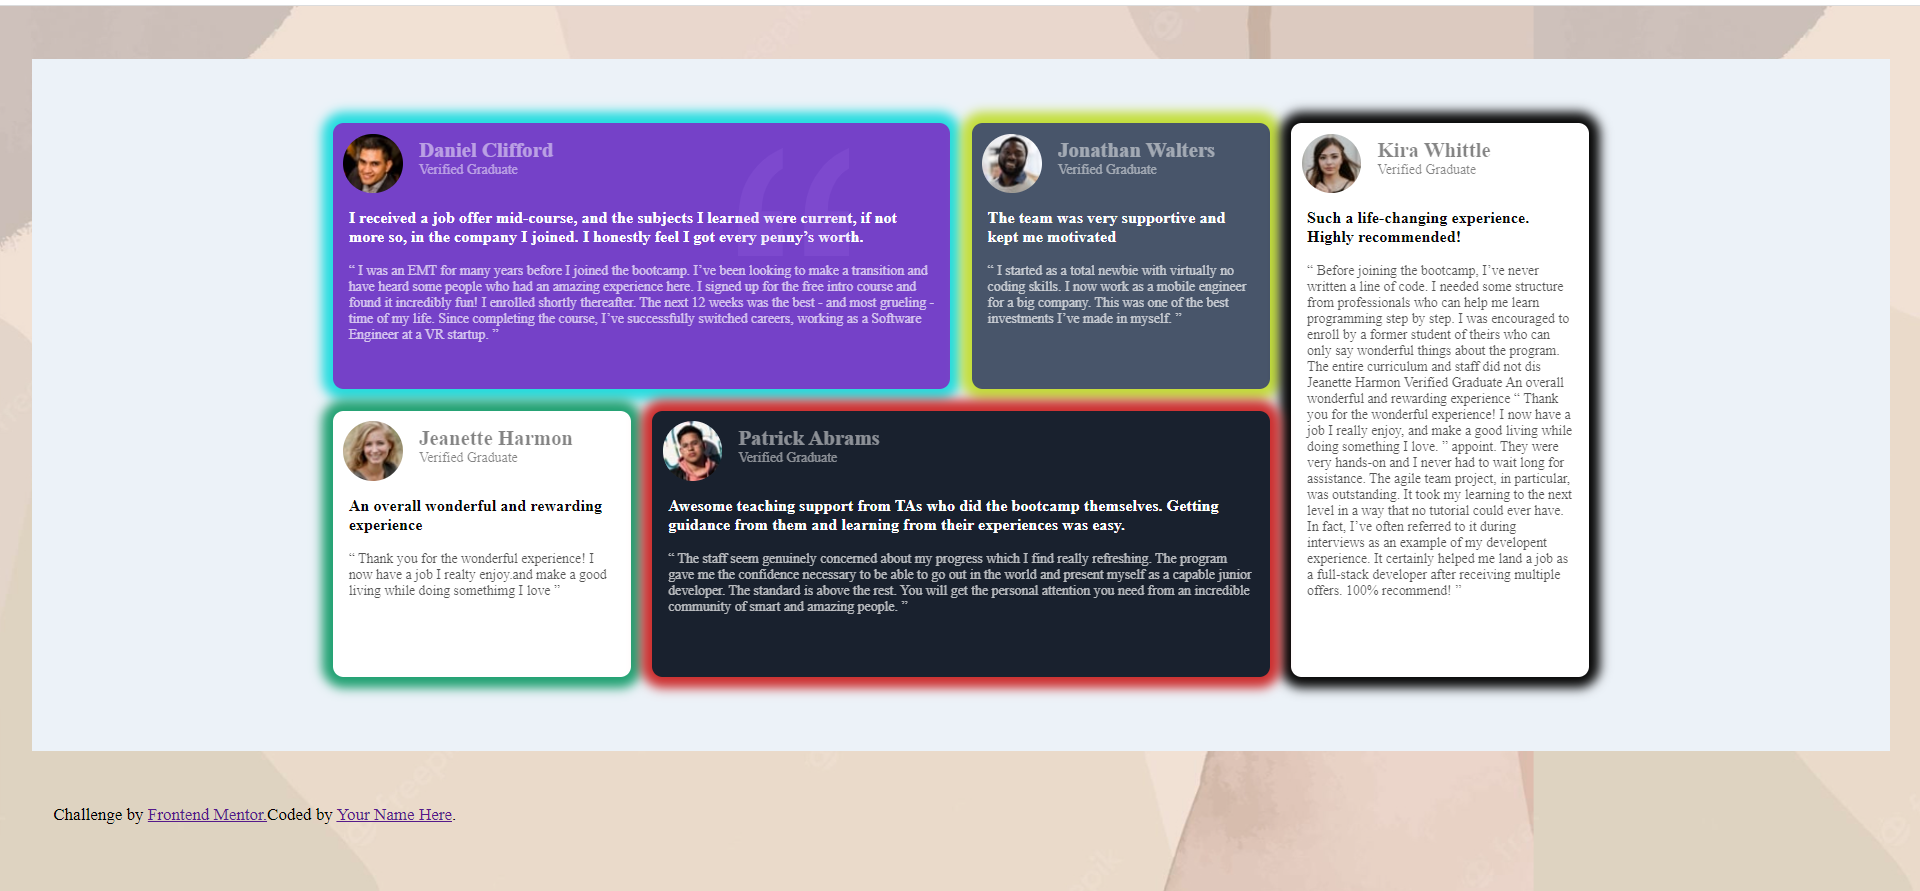 Daniel Clifford
Verified Graduate
I received a job offer mid-course, and the subjects I learned were current, if not
more so, in the company I joined. I honestly feel I got every penny’s worth.
“ I was an EMT for many years before I joined the bootcamp. I’ve been looking to make a transition and
have heard some people who had an amazing experience here. I signed up for the free intro course and
found it incredibly fun! I enrolled shortly thereafter. The next 12 weeks was the best - and most grueling -
time of my life. Since completing the course, I’ve successfully switched careers, working as a Software
Engineer at a VR startup. ”
Jonathan Walters
Verified Graduate
The team was very supportive and
kept me motivated
“ I started as a total newbie with virtually no
coding skills. I now work as a mobile engineer
for a big company. This was one of the best
investments I’ve made in myself. ”
Kira Whittle
Verified Graduate
Such a life-changing experience.
Highly recommended!
“ Before joining the bootcamp, I’ve never
written a line of code. I needed some structure
from professionals who can help me learn
programming step by step. I was encouraged to
enroll by a former student of theirs who can
only say wonderful things about the program.
The entire curriculum and staff did not dis
Jeanette Harmon Verified Graduate An overall
wonderful and rewarding experience “ Thank
you for the wonderful experience! I now have a
job I really enjoy, and make a good living while
doing something I love. ” appoint. They were
very hands-on and I never had to wait long for
assistance. The agile team project, in particular,
was outstanding. It took my learning to the next
level in a way that no tutorial could ever have.
In fact, I’ve often referred to it during
interviews as an example of my developent
experience. It certainly helped me land a job as
a full-stack developer after receiving multiple
offers. 100% recommend! ”
Jeanette Harmon
Verified Graduate
An overall wonderful and rewarding
experience
“ Thank you for the wonderful experience! I
now have a job I realty enjoy.and make a good
living while doing something I love ”
Patrick Abrams
Verified Graduate
Awesome teaching support from TAs who did the bootcamp themselves. Getting
guidance from them and learning from their experiences was easy.
“ The staff seem genuinely concerned about my progress which I find really refreshing. The program
gave me the confidence necessary to be able to go out in the world and present myself as a capable junior
developer. The standard is above the rest. You will get the personal attention you need from an incredible
community of smart and amazing people. ”
Challenge by Frontend Mentor.Coded by Your Name Here.